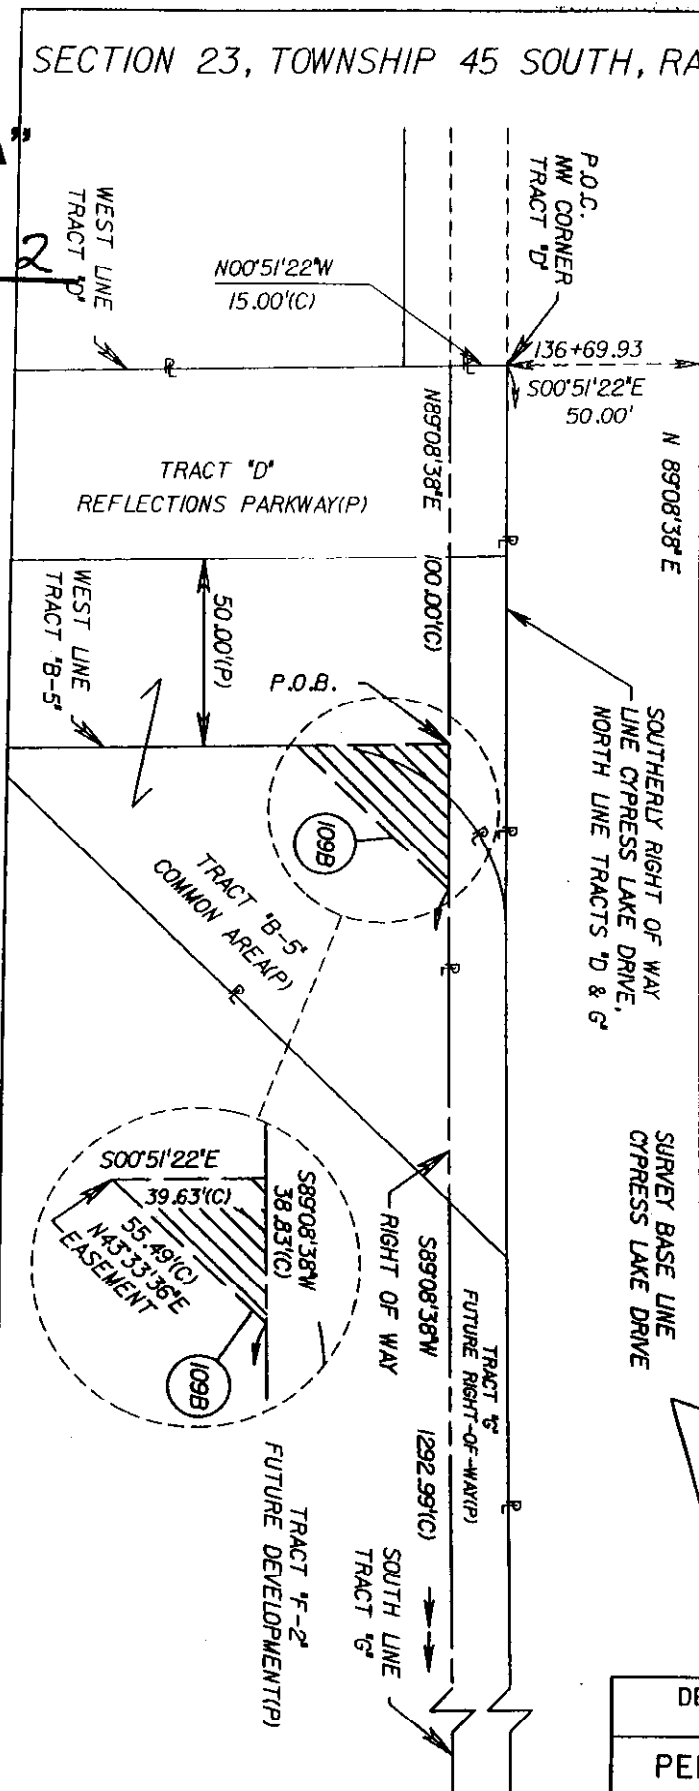 SECTION 23, TOWNSHIP 45 SOUTH, RA
A"
2
WEST LINE
TRACT "D"
N00°51'22"W
15.00'(C)
P.O.C.
NW CORNER
TRACT "D"
136+69.93
S00°51'22"E
50.00'
N 89°08'38" E
N89°08'38"E 100.00'(C)
TRACT "D"
REFLECTIONS PARKWAY(P)
WEST LINE
TRACT "B-5"
50.00'(P)
P.O.B.
109B
SOUTHERLY RIGHT OF WAY
LINE CYPRESS LAKE DRIVE,
NORTH LINE TRACTS "D & G"
TRACT "B-5"
COMMON AREA(P)
SURVEY BASE LINE
CYPRESS LAKE DRIVE
S00°51'22"E
39.63'(C)
S89°08'38"W
38.83'(C)
55.49'(C)
N43°33'36"E
EASEMENT
109B
RIGHT OF WAY
S89°08'38"W 1292.99'(C)
TRACT "G"
FUTURE RIGHT-OF-WAY(P)
TRACT "F-2"
FUTURE DEVELOPMENT(P)
SOUTH LINE
TRACT "G"
PEI